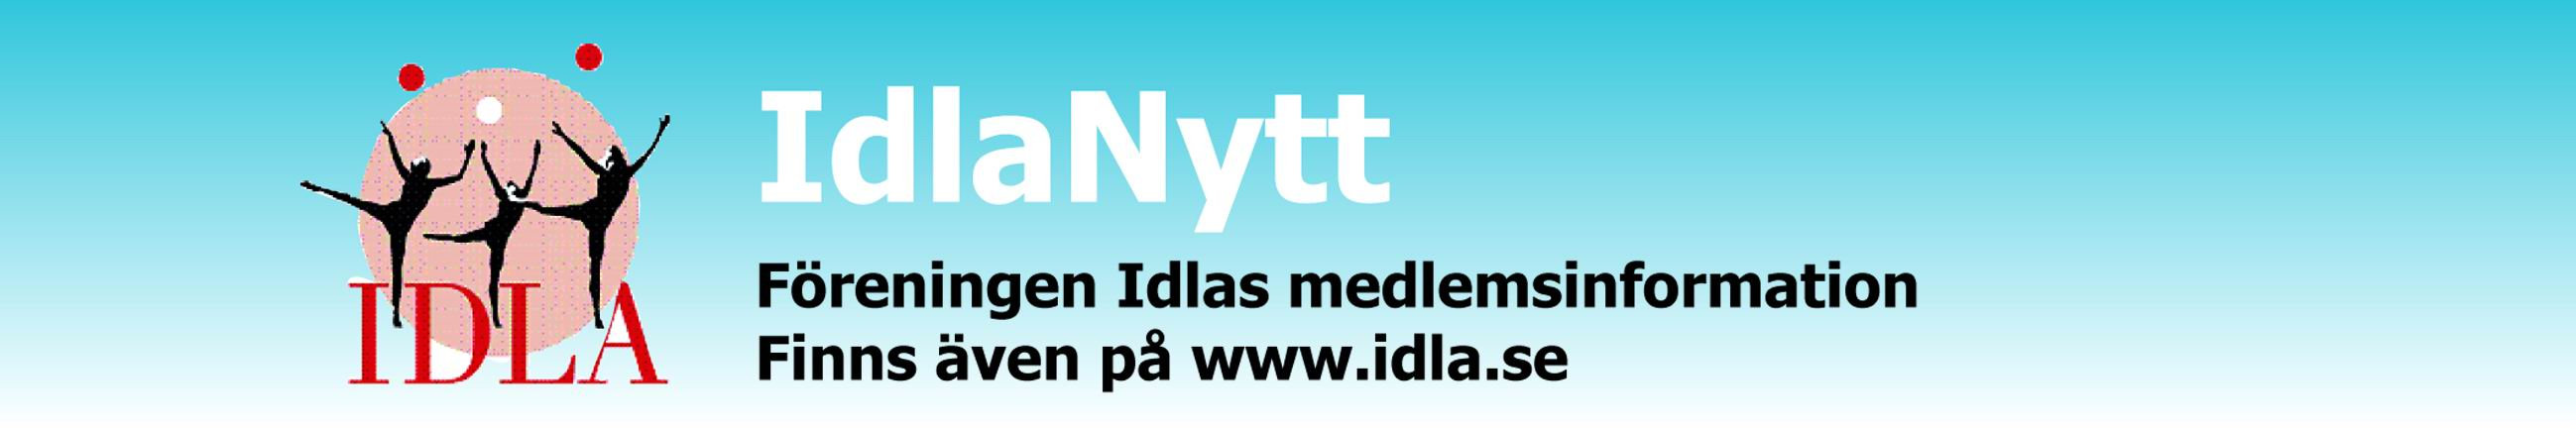 IDLA
IdlaNytt
Föreningen Idlas medlemsinformation
Finns även på www.idla.se